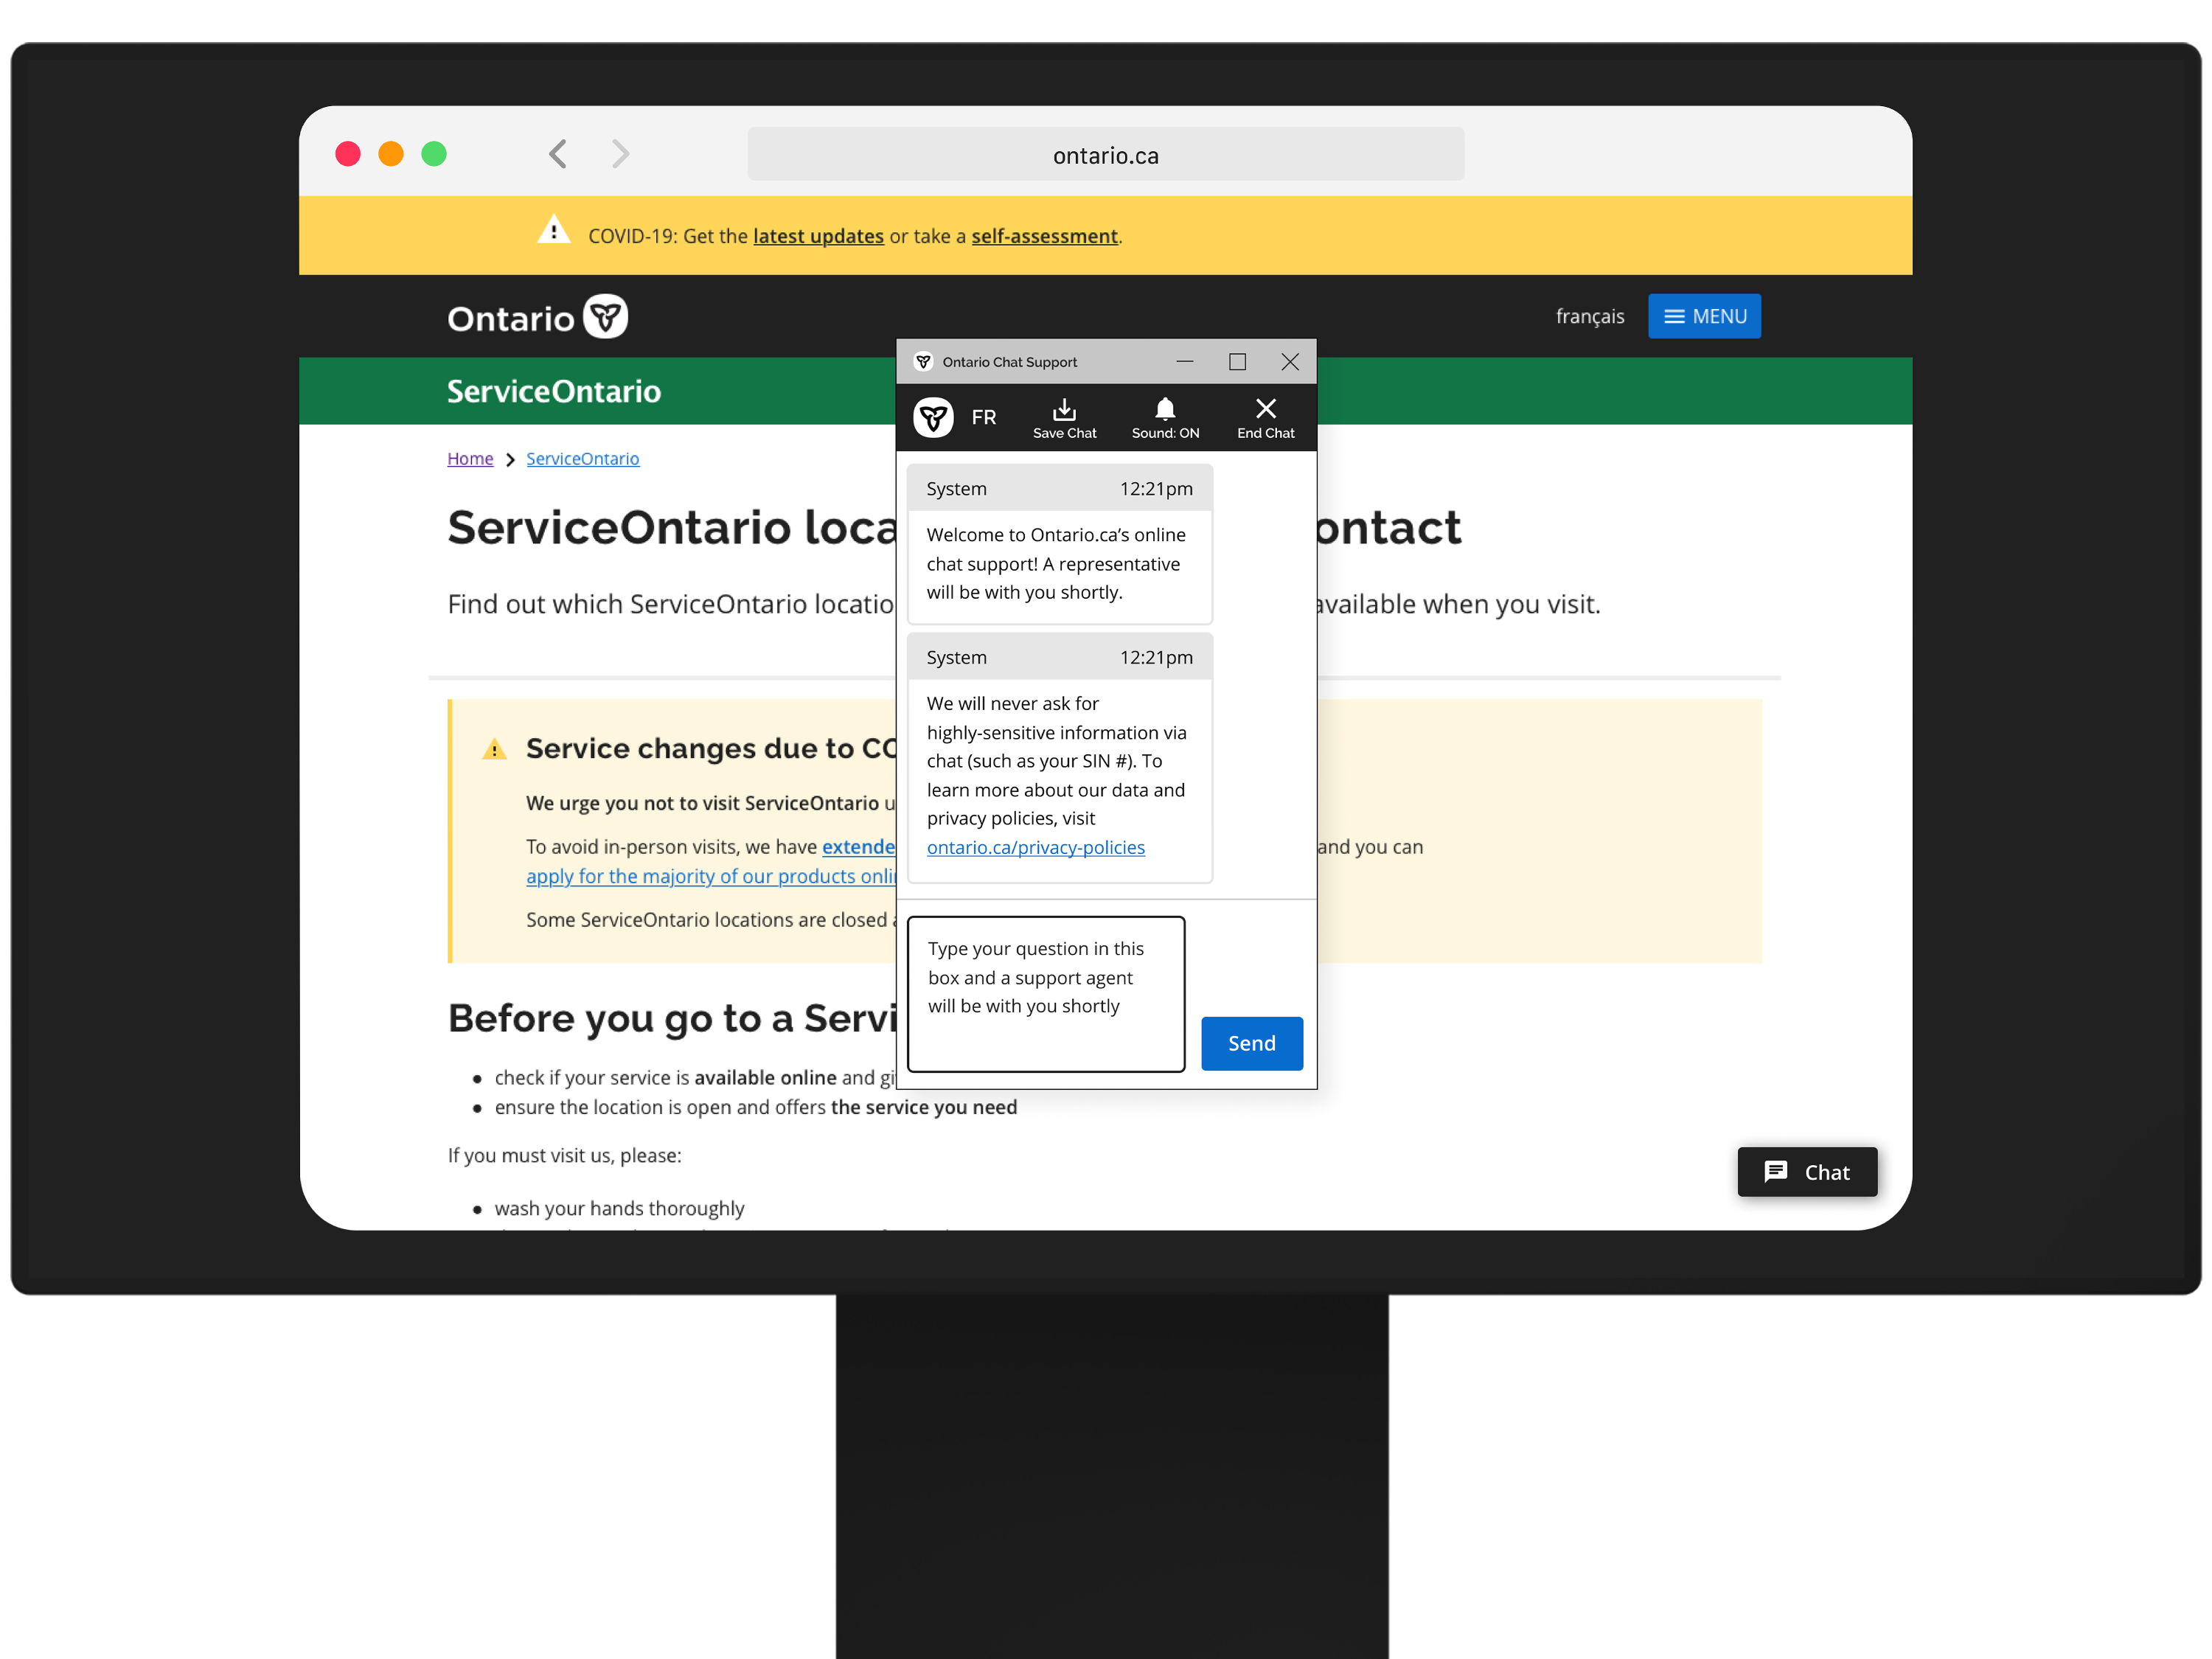 ontario.ca
COVID-19: Get the latest updates or take a self-assessment.
Ontario
français
MENU
ServiceOntario
Home
ServiceOntario
ServiceOntario
ontact
Find out which ServiceOntario
available when you visit.
Service changes due to
We urge you not to visit ServiceOntario
To avoid in-person visits, we have
and you can
apply for the majority of our products
Some ServiceOntario locations are closed
Before you go to a
check if your service is available online and
ensure the location is open and offers the service you need
If you must visit us, please:
wash your hands thoroughly
Ontario Chat Support
FR
Save Chat
Sound: ON
End Chat
System 12:21pm
Welcome to Ontario.ca’s online
chat support! A representative
will be with you shortly.
System 12:21pm
We will never ask for
highly-sensitive information via
chat (such as your SIN #). To
learn more about our data and
privacy policies, visit
ontario.ca/privacy-policies
Type your question in this
box and a support agent
will be with you shortly
Send
Chat